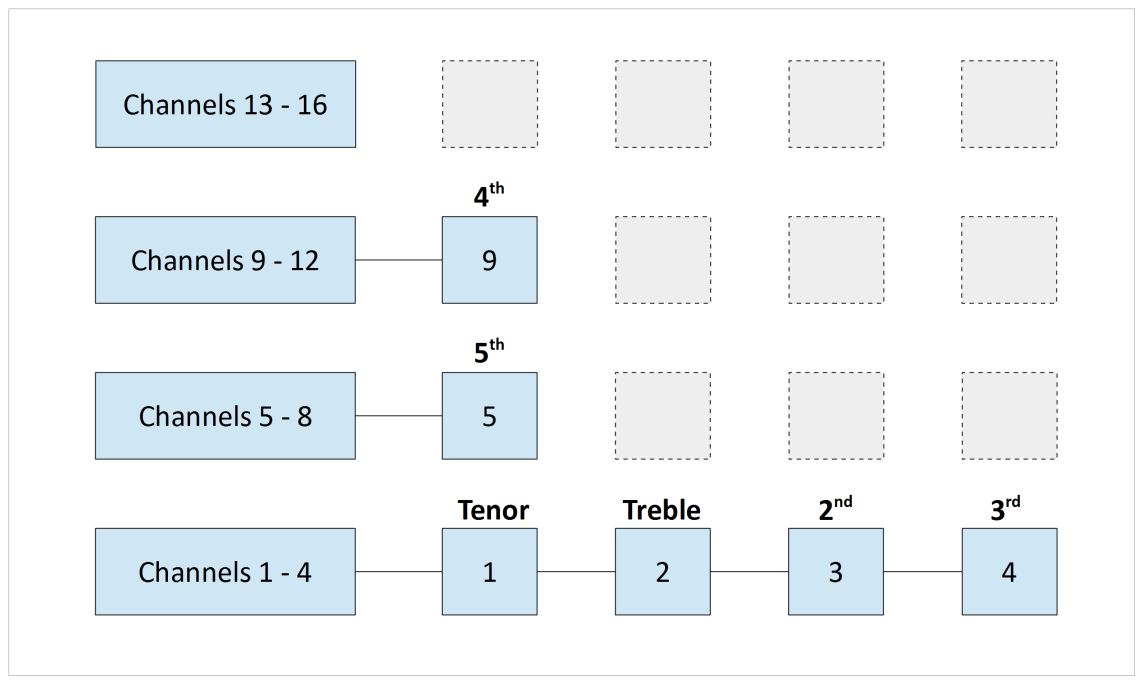 Channels 13 - 16
4th
Channels 9 - 12
9
5th
Channels 5 - 8
5
Tenor
Treble
2nd
3rd
Channels 1 - 4
1
2
3
4